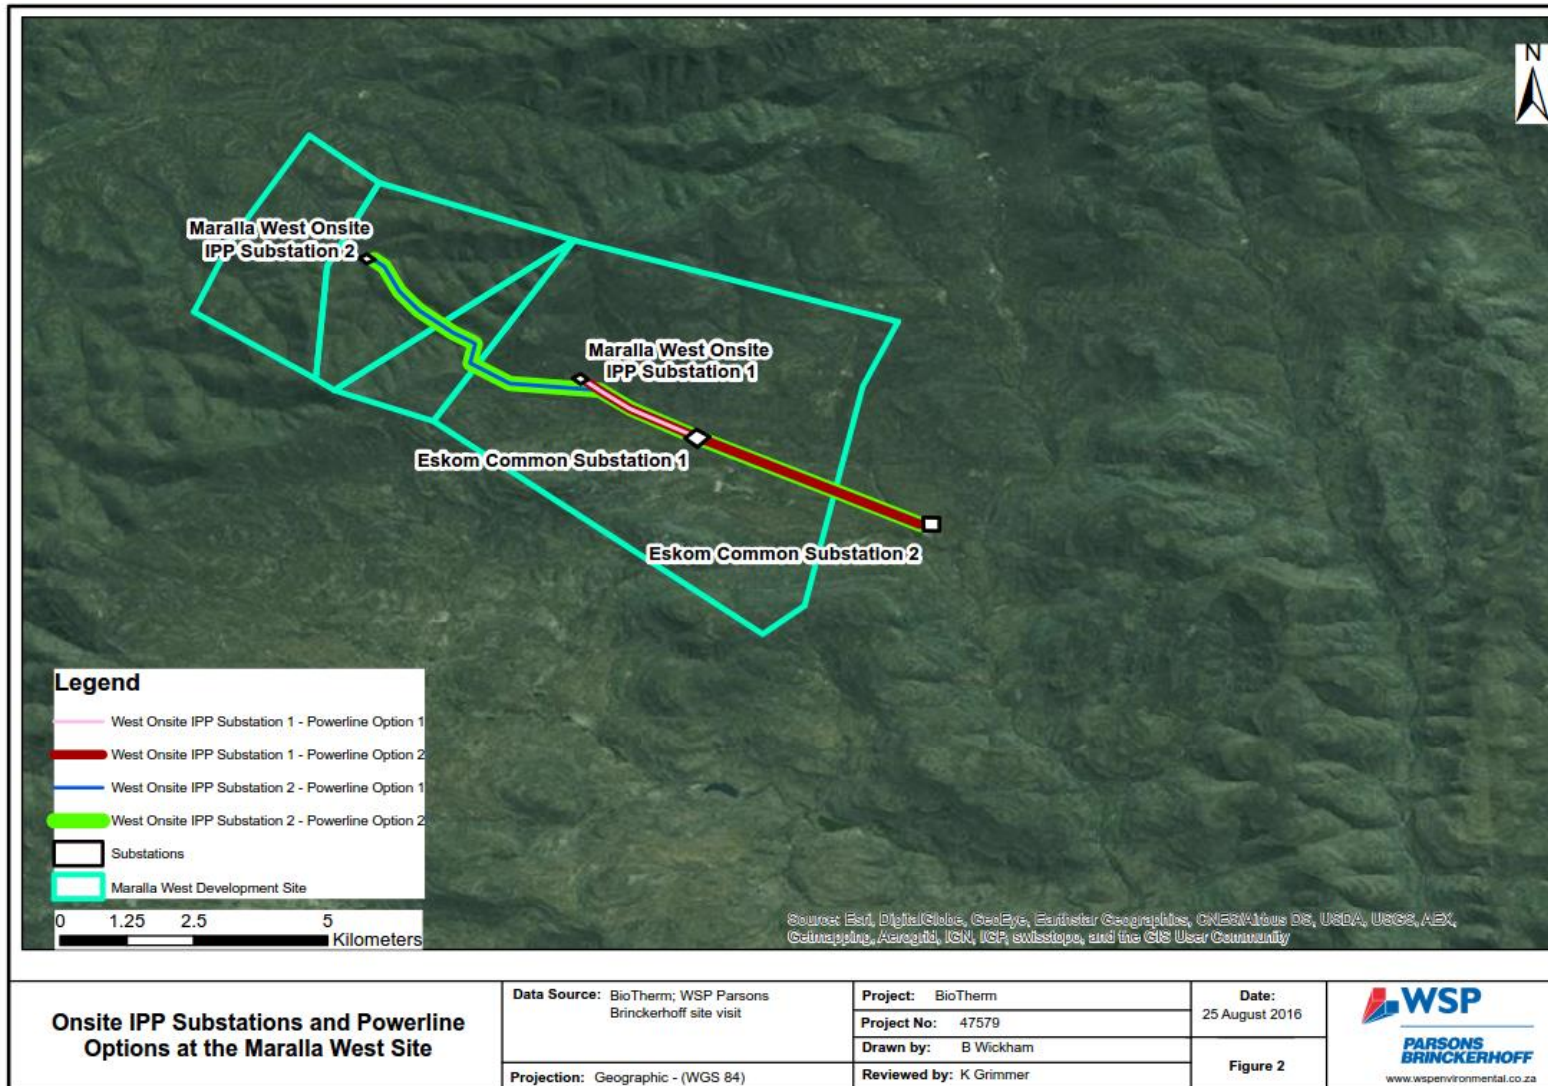 N
Maralla West Onsite
IPP Substation 2
Maralla West Onsite
IPP Substation 1
Eskom Common Substation 1
Eskom Common Substation 2
Legend
West Onsite IPP Substation 1 - Powerline Option 1
West Onsite IPP Substation 1 - Powerline Option 2
West Onsite IPP Substation 2 - Powerline Option 1
West Onsite IPP Substation 2 - Powerline Option 2
Substations
Maralla West Development Site
0 1.25 2.5 5
Kilometers
Source: Esri, DigitalGlobe, GeoEye, Earthstar Geographics, CNES/Airbus DS, USDA, USGS, AEX,
Getmapping, Aerogrid, IGN, IGP, swisstopo, and the GIS User Community
Onsite IPP Substations and Powerline
Options at the Maralla West Site
Data Source: BioTherm; WSP Parsons
Brinckerhoff site visit
Projection: Geographic - (WGS 84)
Project: BioTherm
Project No: 47579
Drawn by: B Wickham
Reviewed by: K Grimmer
Date:
25 August 2016
Figure 2
WSP
PARSONS
BRINCKERHOFF
www.wspenvironmental.co.za